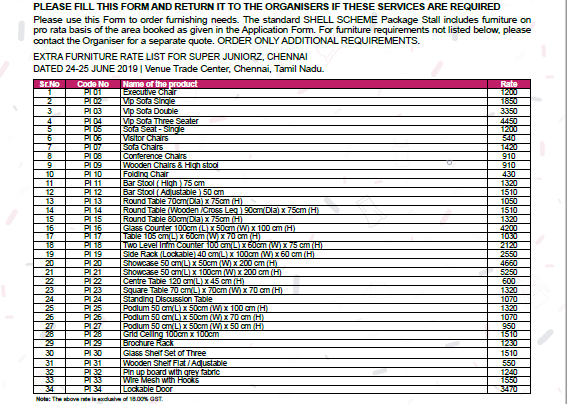 PLEASE FILL THIS FORM AND RETURN IT TO THE ORGANISERS IF THESE SERVICES ARE REQUIRED
Please use this Form to order furnishing needs. The standard SHELL SCHEME Package Stall includes furniture on
pro rata basis of the area booked as given in the Application Form. For furniture requirements not listed below, please
contact the Organiser for a separate quote. ORDER ONLY ADDITIONAL REQUIREMENTS.
EXTRA FURNITURE RATE LIST FOR SUPER JUNIORZ, CHENNAI
DATED 24-25 JUNE 2019 | Venue Trade Center, Chennai, Tamil Nadu.
Sr.No Code No Name of the product Rate
1 PI 01 Executive Chair 1200
2 PI 02 Vip Sofa Single 1850
3 PI 03 Vip Sofa Double 3350
4 PI 04 Vip Sofa Three Seater 4450
5 PI 05 Sofa Seat - Single 1200
6 PI 06 Visitor Chairs 540
7 PI 07 Sofa Chairs 1420
8 PI 08 Conference Chairs 910
9 PI 09 Wooden Chairs & High stool 910
10 PI 10 Folding Chair 430
11 PI 11 Bar Stool ( High ) 75 cm 1320
12 PI 12 Bar Stool ( Adjustable ) 50 cm 1510
13 PI 13 Round Table 70cm(Dia) x 75cm (H) 1050
14 PI 14 Round Table (Wooden /Cross Leg ) 90cm(Dia) x 75cm (H) 1510
15 PI 15 Round Table 80cm(Dia) x 75cm (H) 1320
16 PI 16 Glass Counter 100cm (L) x 50cm (W) x 100 cm (H) 4200
17 PI 17 Table 105 cm(L) x 60cm (W) x 70 cm (H) 1030
18 PI 18 Two Level Infm Counter 100 cm(L) x 60cm (W) x 75 cm (H) 2120
19 PI 19 Side Rack (Lockable) 40 cm(L) x 100cm (W) x 60 cm (H) 2550
20 PI 20 Showcase 50 cm(L) x 50cm (W) x 200 cm (H) 4660
21 PI 21 Showcase 50 cm(L) x 100cm (W) x 200 cm (H) 5250
22 PI 22 Centre Table 120 cm(L) x 45 cm (H) 600
23 PI 23 Square Table 70 cm(L) x 70cm (W) x 70 cm (H) 1320
24 PI 24 Standing Discussion Table 1070
25 PI 25 Podium 50 cm(L) x 50cm (W) x 100 cm (H) 1320
26 PI 26 Podium 50 cm(L) x 50cm (W) x 70 cm (H) 1070
27 PI 27 Podium 50 cm(L) x 50cm (W) x 50 cm (H) 950
28 PI 28 Grid Ceiling 100cm x 100cm 1510
29 PI 29 Brochure Rack 1230
30 PI 30 Glass Shelf Set of Three 1510
31 PI 31 Wooden Shelf Flat / Adjustable 550
32 PI 32 Pin up board with grey fabric 1240
33 PI 33 Wire Mesh with Hooks 1550
34 PI 34 Lockable Door 3470
Note: The above rate is exclusive of 18.00% GST.